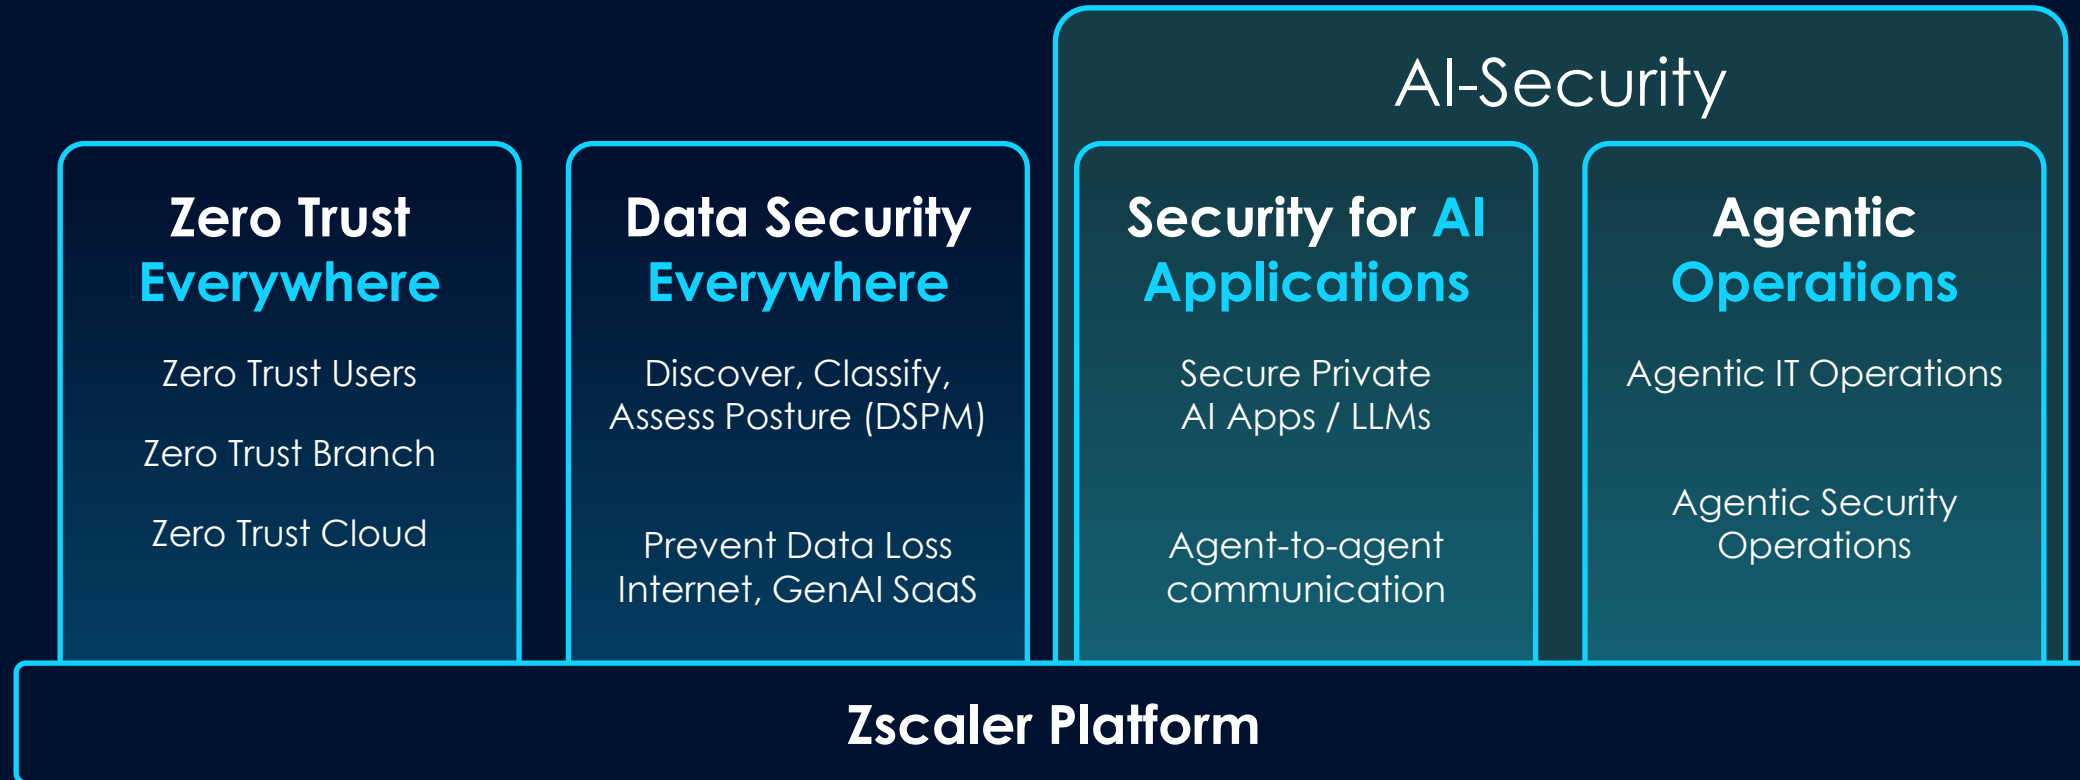 AI-Security
Zero Trust
Everywhere
Zero Trust Users
Zero Trust Branch
Zero Trust Cloud
Data Security
Everywhere
Discover, Classify,
Assess Posture (DSPM)
Prevent Data Loss
Internet, GenAI SaaS
Security for AI
Applications
Secure Private
AI Apps / LLMs
Agent-to-agent
communication
Agentic
Operations
Agentic IT Operations
Agentic Security
Operations
Zscaler Platform